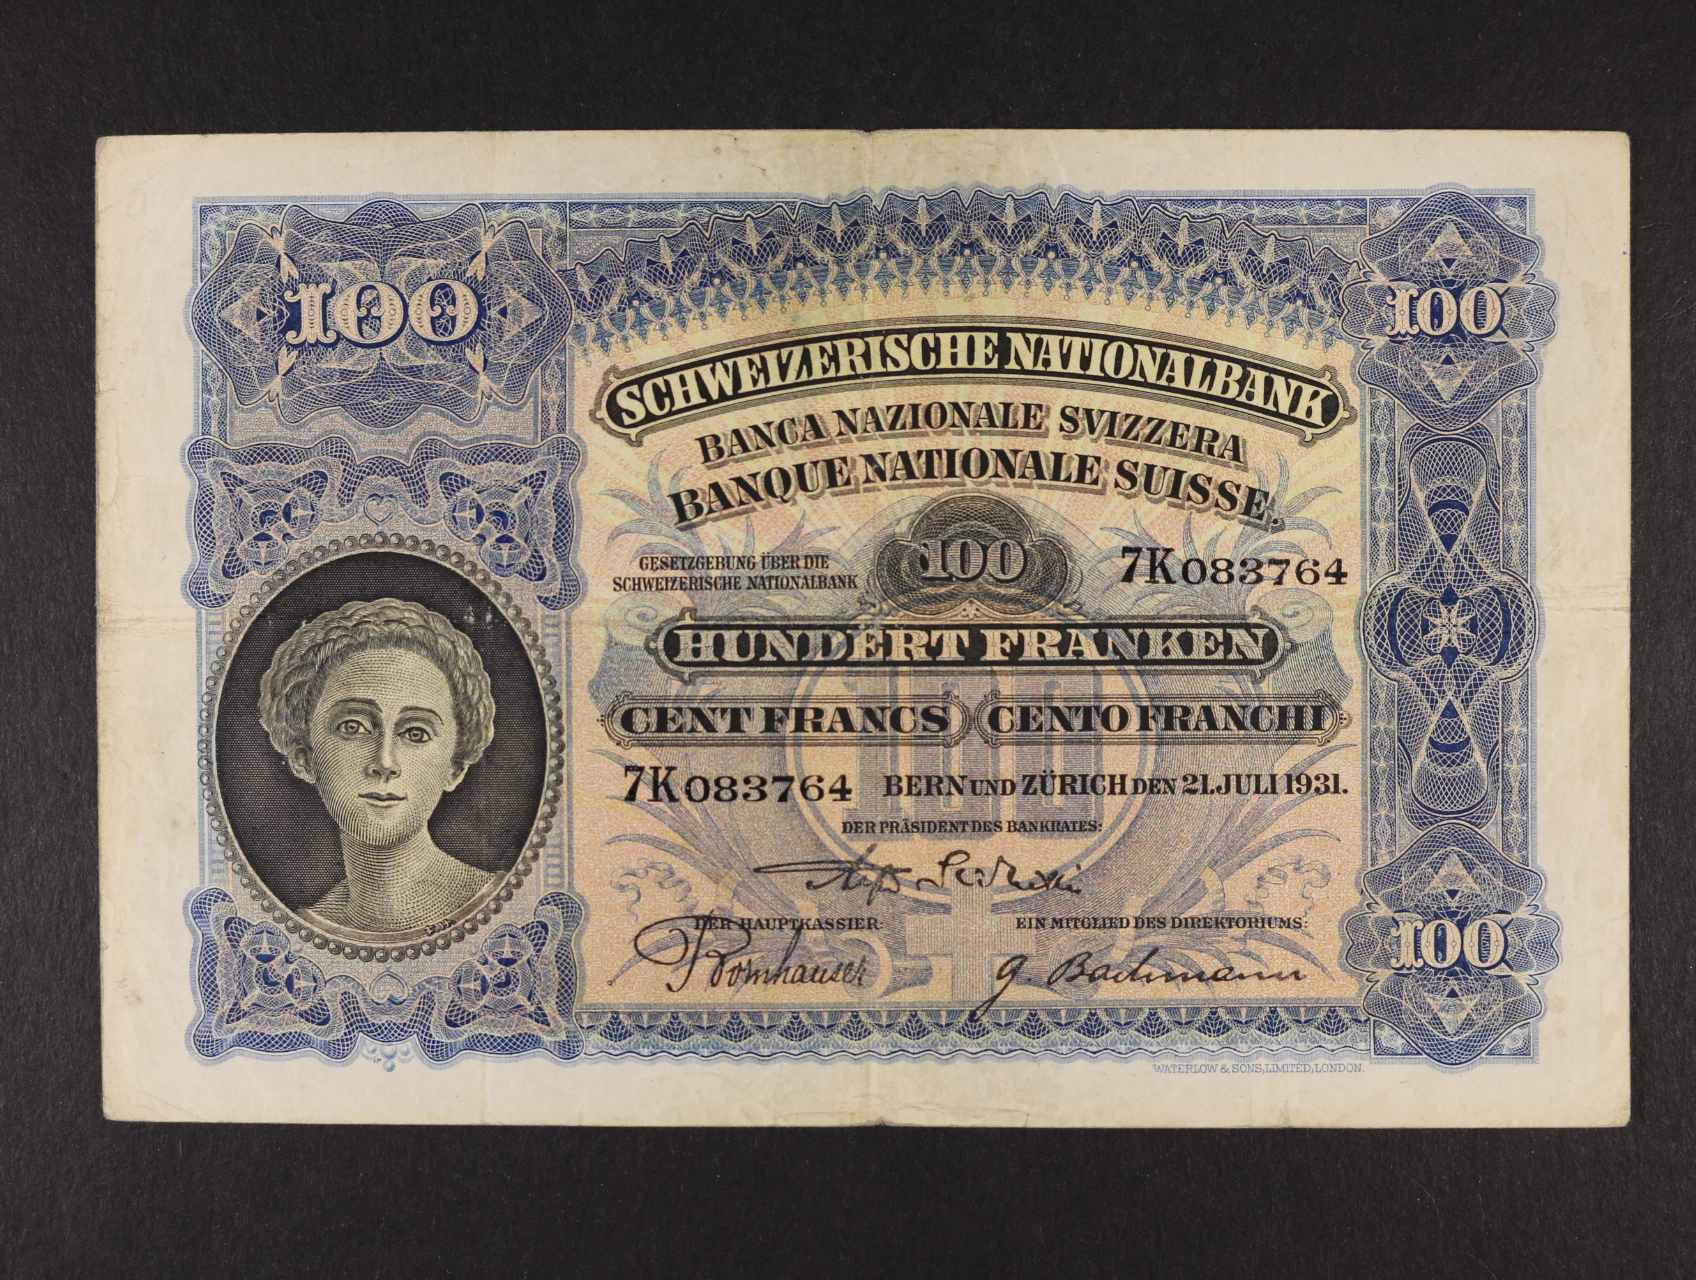 100
100
SCHWEIZERISCHE NATIONALBANK
BANCA NAZIONALE SVIZZERA
BANQUE NATIONALE SUISSE,
GESETZGEBUNG ÜBER DIE
SCHWEIZERISCHE NATIONALBANK
100
7K083764
HUNDERT FRANKEN
100
CENT FRANCS CENTO FRANCHI
7K083764 BERN UND ZÜRICH DEN 21. JULI 1931.
DER PRÄSIDENT DES BANKRATES:
DER HAUPTKASSIER: EIN MITGLIED DES DIREKTORIUMS:
Bornhauser G. Bachmann
100
WATERLOW & SONS, LIMITED, LONDON.